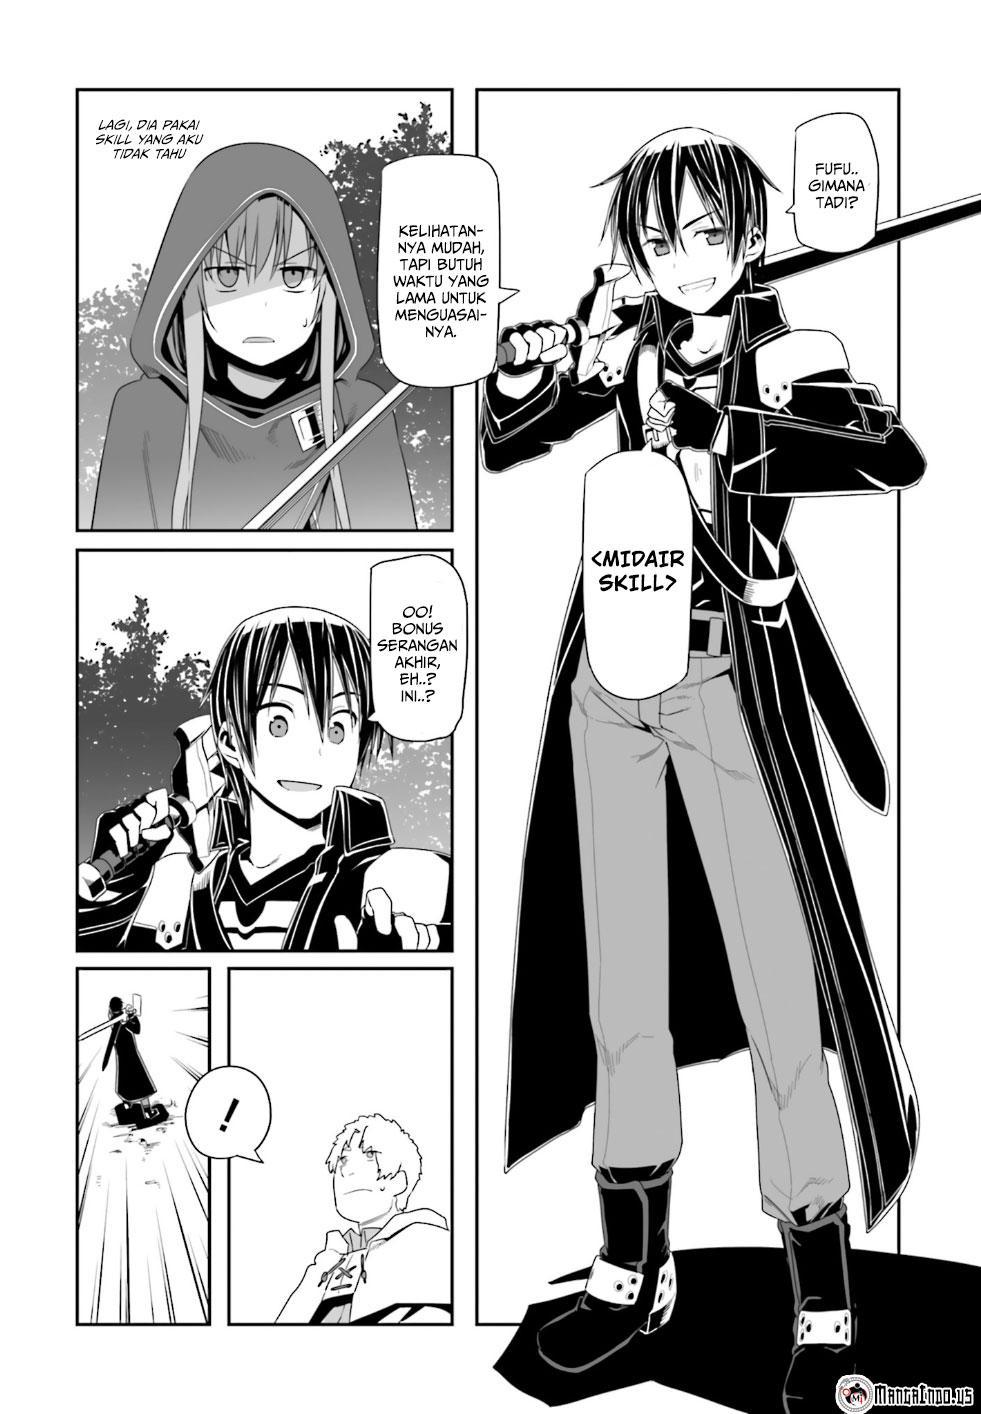 FUFU..
GIMANA
TADI?
<MIDAIR
SKILL>
KELIHATAN-
NYA MUDAH,
TAPI BUTUH
WAKTU YANG
LAMA UNTUK
MENGUASAI-
NYA.
LAGI, DIA PAKAI
SKILL YANG AKU
TIDAK TAHU
OO!
BONUS
SERANGAN
AKHIR,
EH..?
INI..?
!
MANGAINDO.US